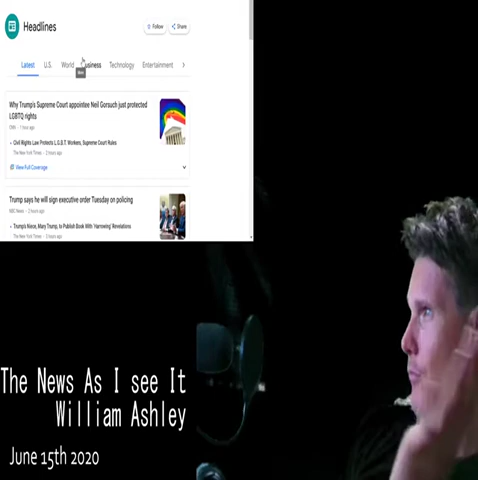 Headlines
Follow
Share
Latest U.S. World Business Technology Entertainment
Why Trump's Supreme Court appointee Neil Gorsuch just protected
LGBTQ rights
CNN • 1 hour ago
• Civil Rights Law Protects L.G.B.T. Workers, Supreme Court Rules
The New York Times • 2 hours ago
View Full Coverage
Trump says he will sign executive order Tuesday on policing
NBC News • 2 hours ago
• Trump's Niece, Mary Trump, to Publish Book With 'Harrowing' Revelations
The New York Times • 2 hours ago
The News As I see It
William Ashley
June 15th 2020